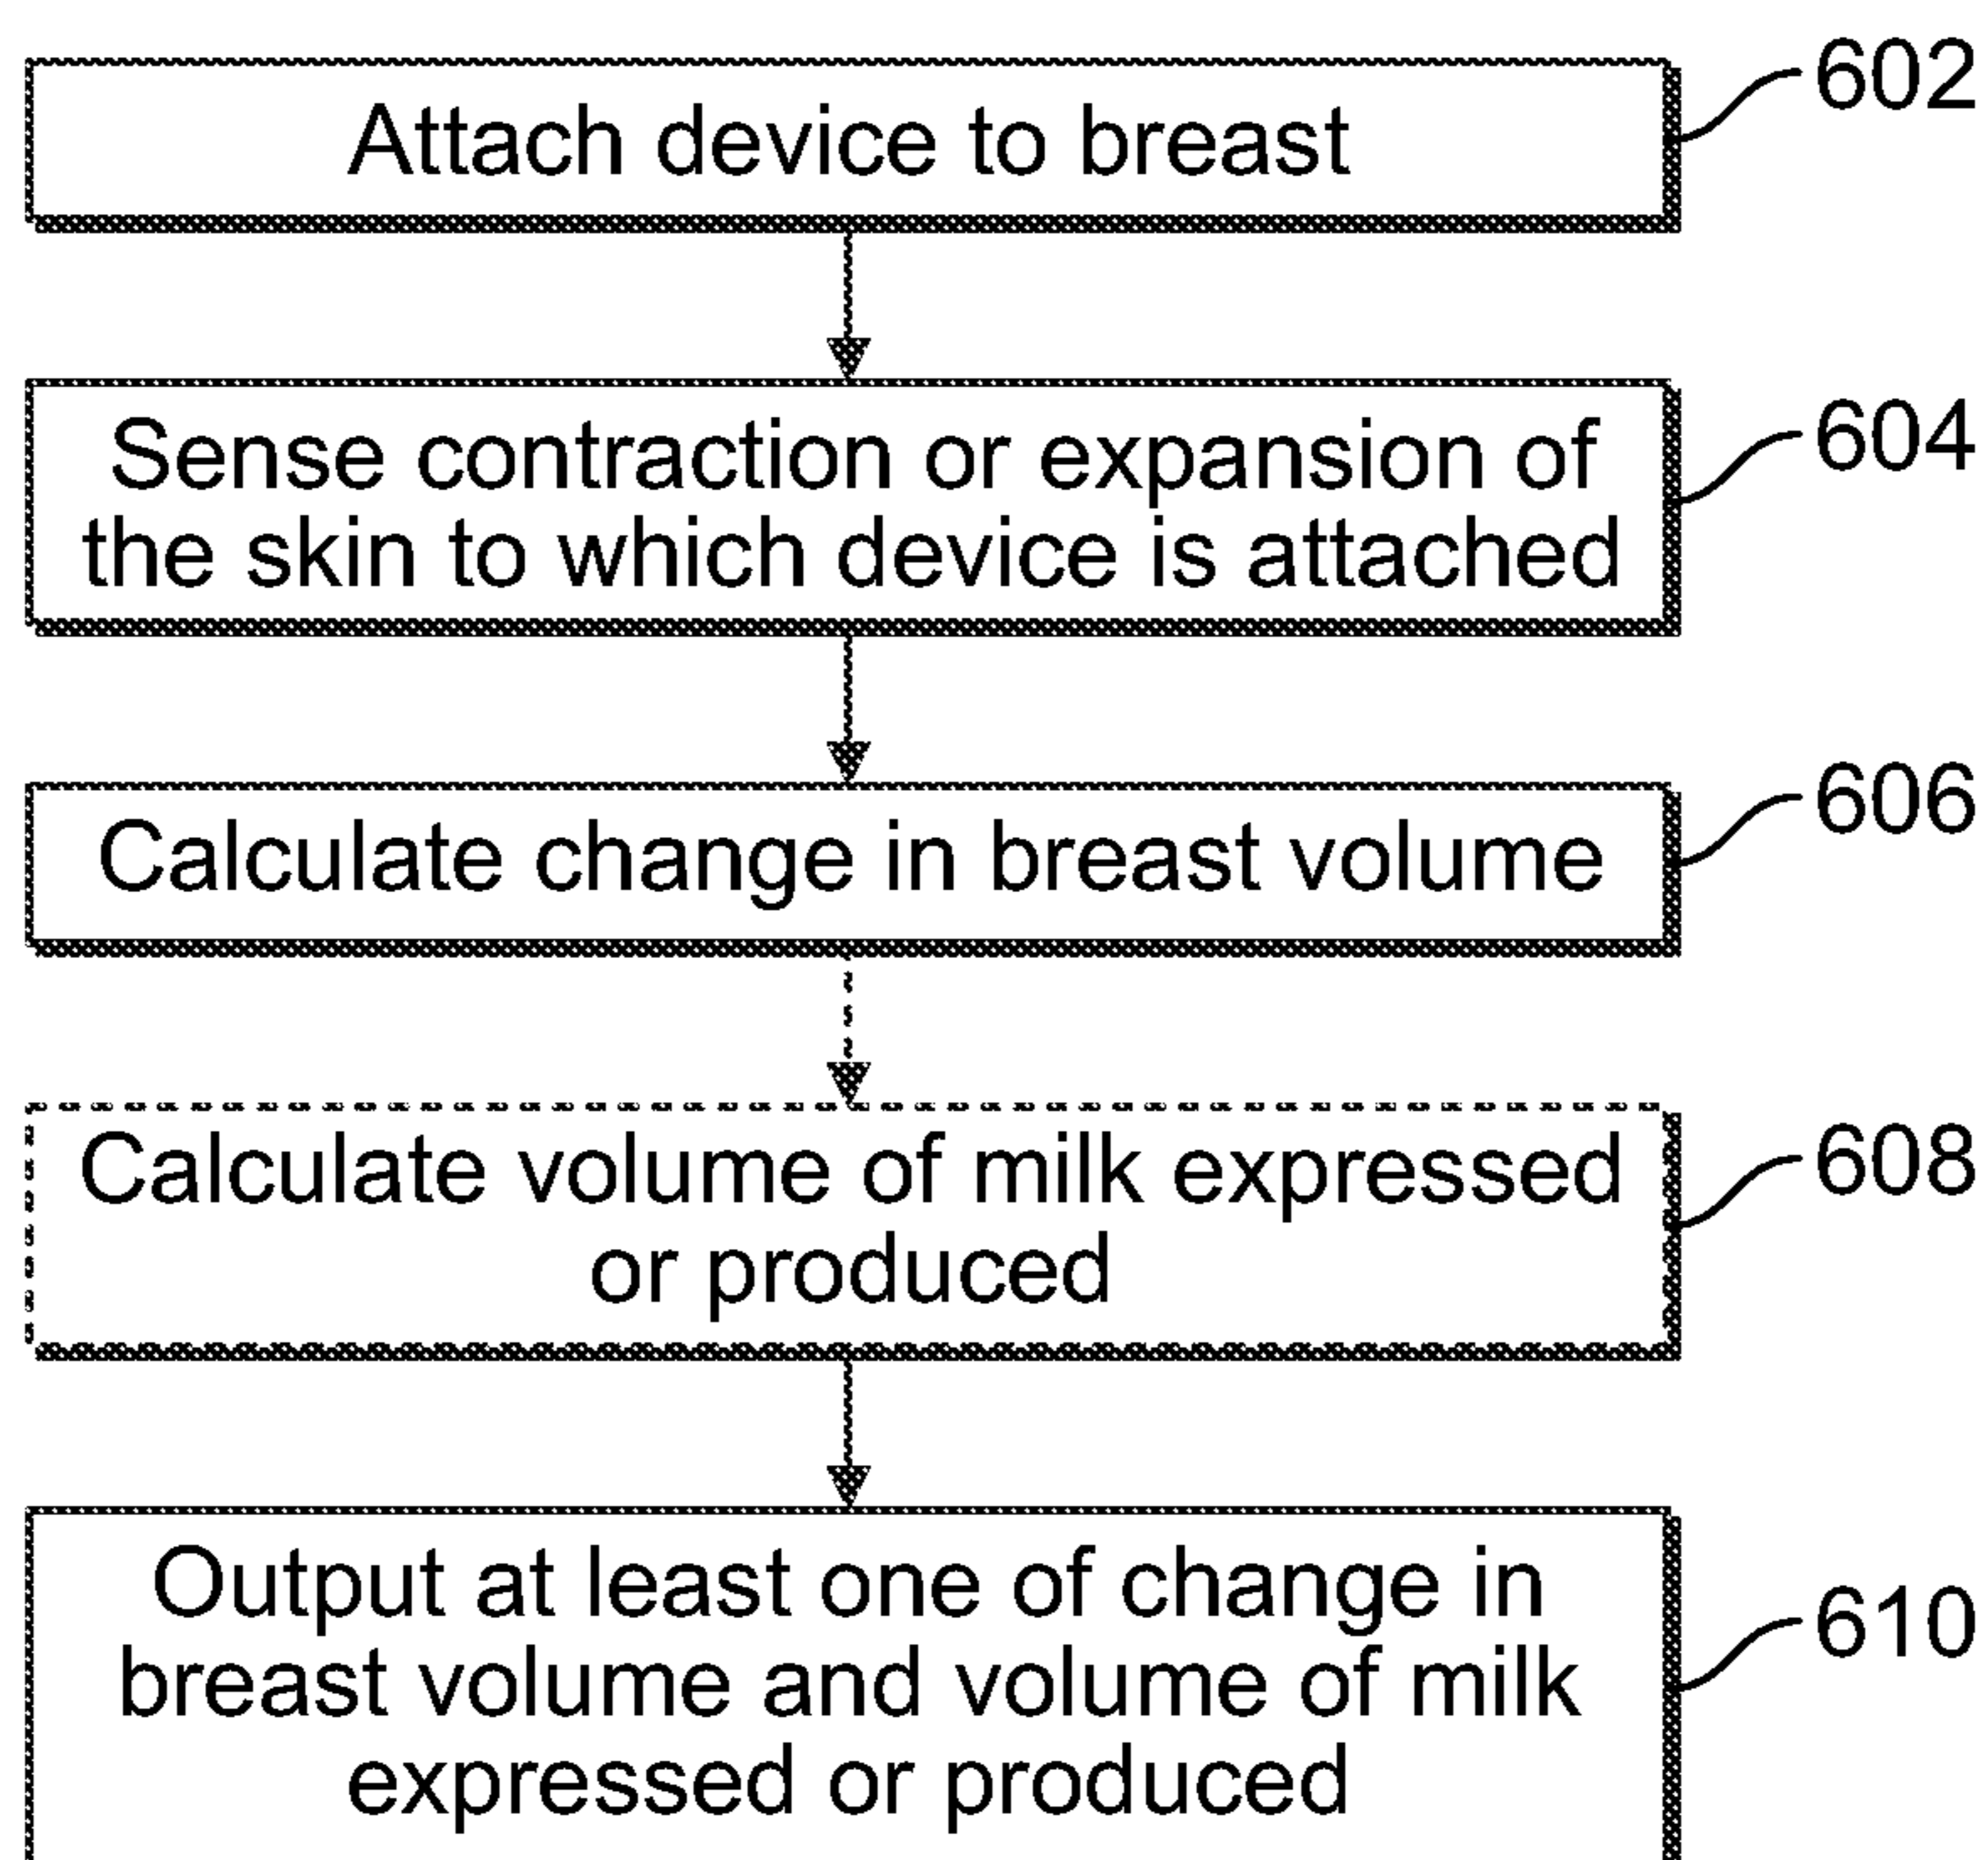 Attach device to breast
602
Sense contraction or expansion of
the skin to which device is attached
604
Calculate change in breast volume
606
Calculate volume of milk expressed
or produced
608
Output at least one of change in
breast volume and volume of milk
expressed or produced
610